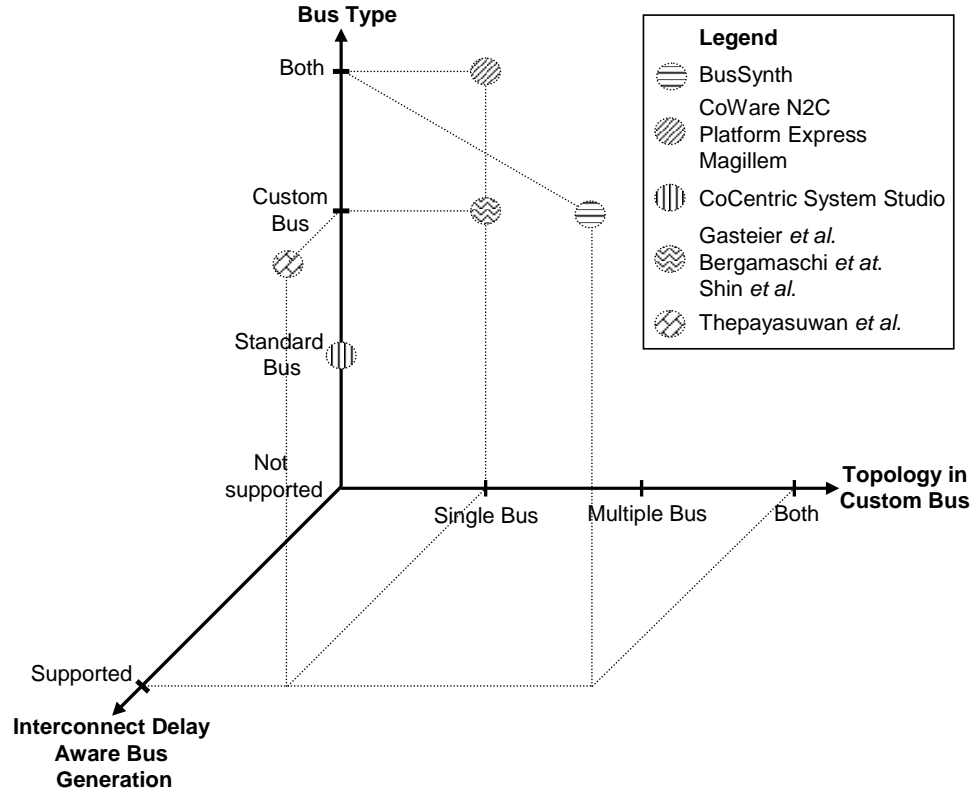 Bus Type
Both
Custom
Bus
Standard
Bus
Not
supported
Single Bus
Multiple Bus
Both
Topology in
Custom Bus
Supported
Interconnect Delay
Aware Bus
Generation
Legend
BusSynth
CoWare N2C
Platform Express
Magillem
CoCentric System Studio
Gasteier et al.
Bergamaschi et at.
Shin et al.
Thepayasuwan et al.